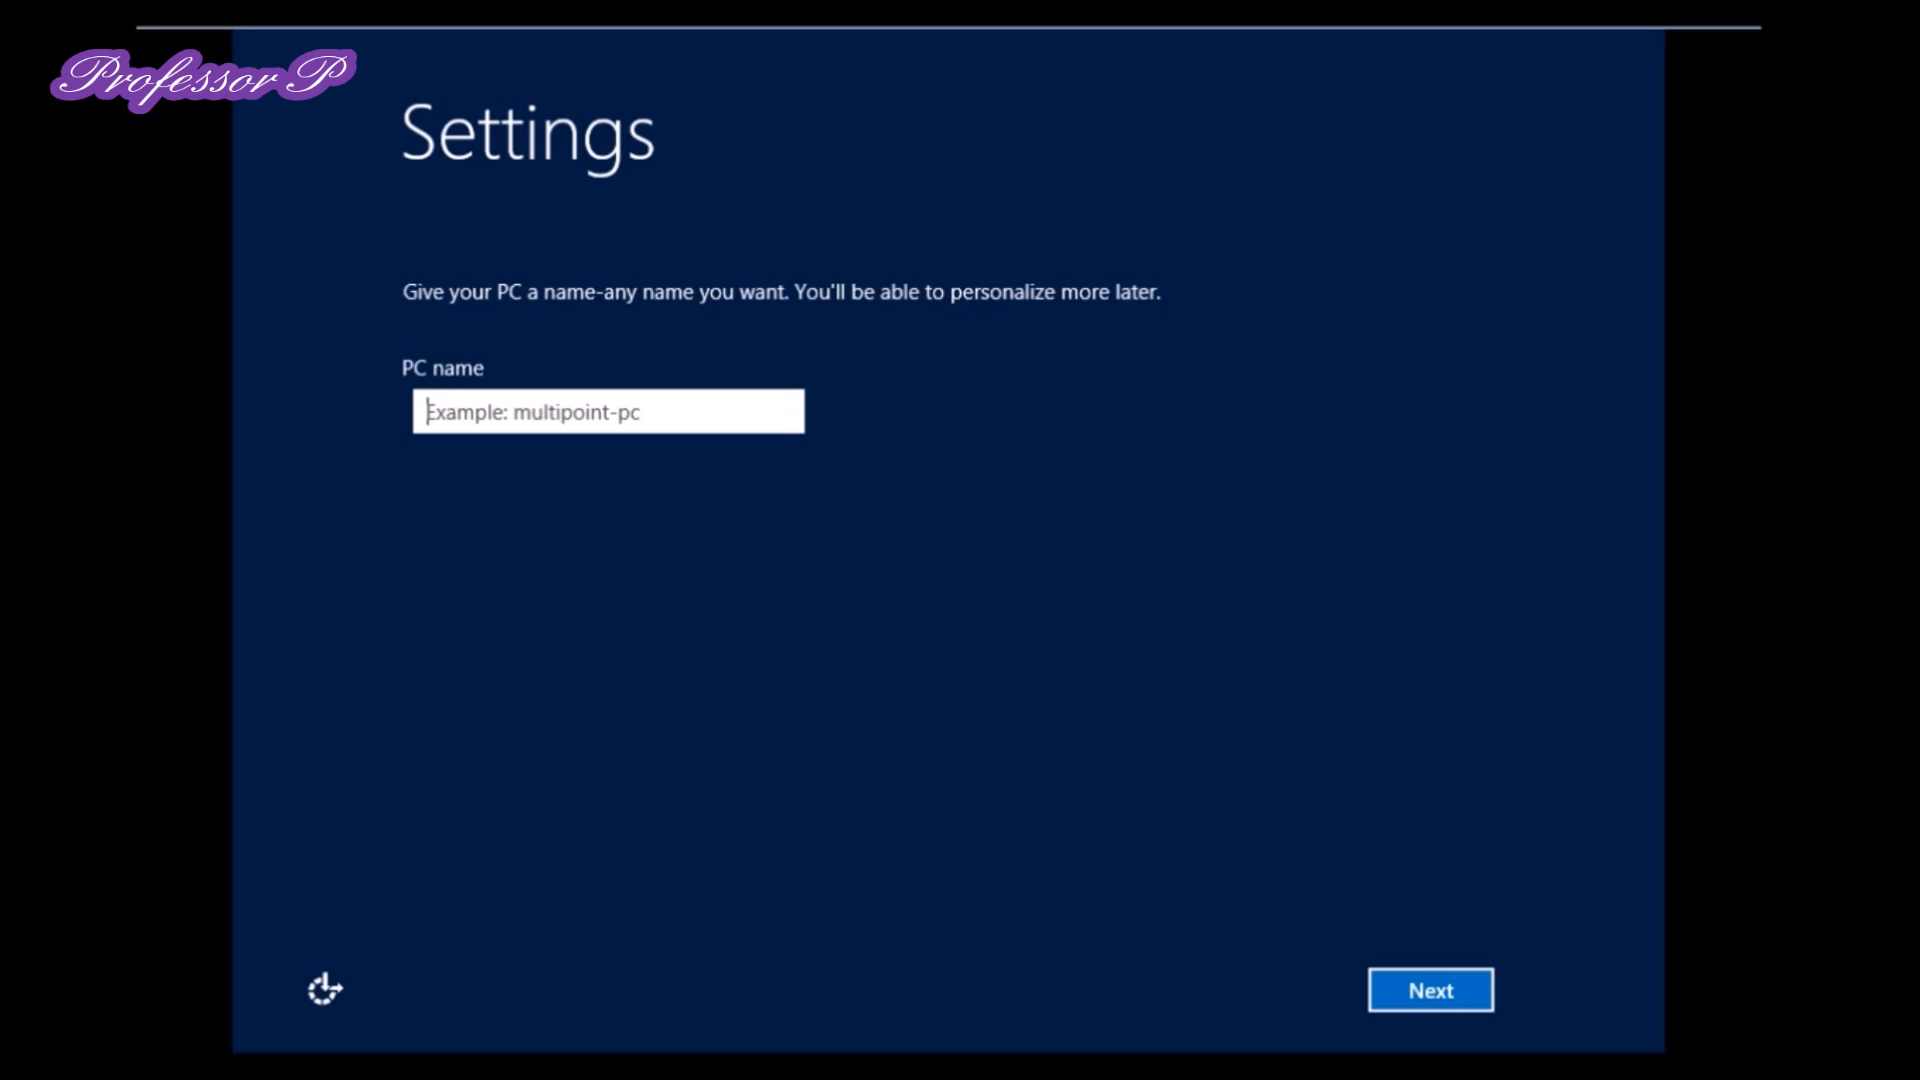 Professor P
Settings
Give your PC a name-any name you want. You'll be able to personalize more later.
PC name
Example: multipoint-pc
Next